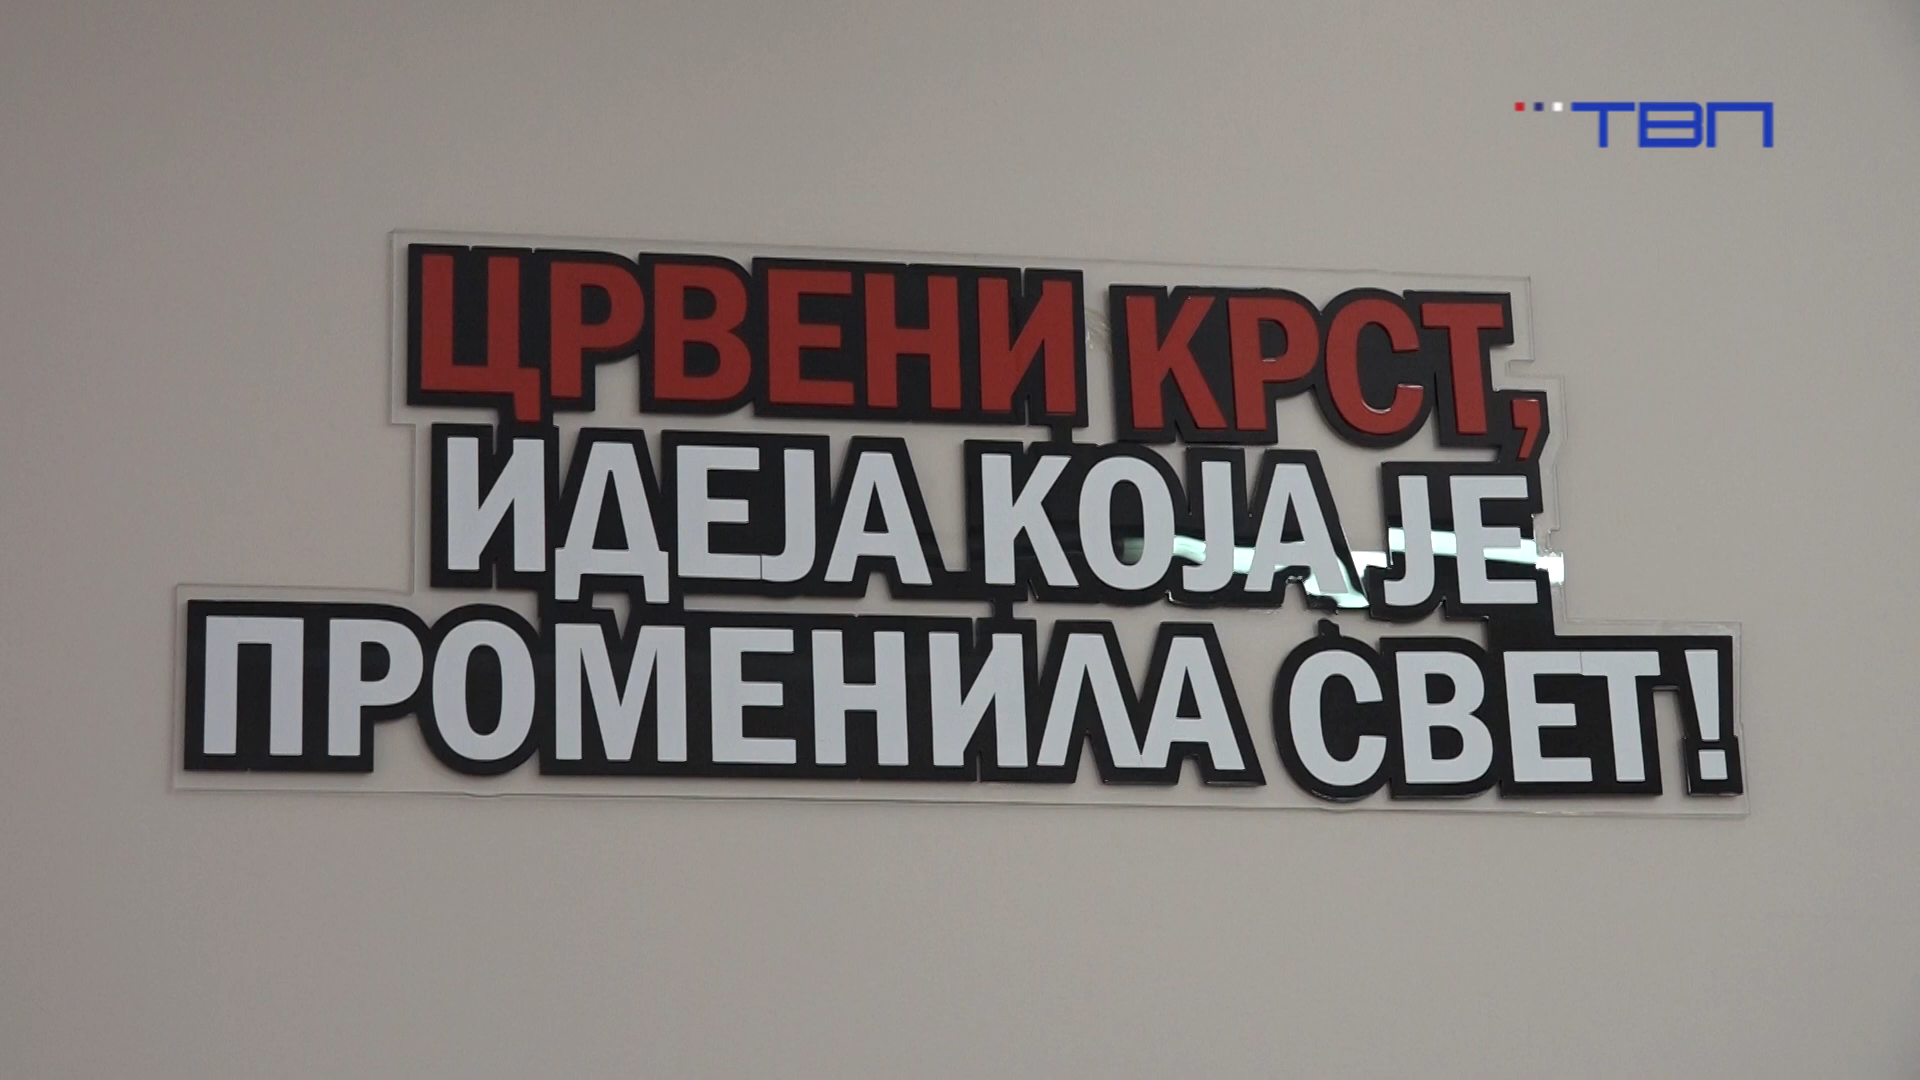 ТВП
ЦРВЕНИ КРСТ,
ИДЕЈА КОЈА ЈЕ
ПРОМЕНИЛА СВЕТ!